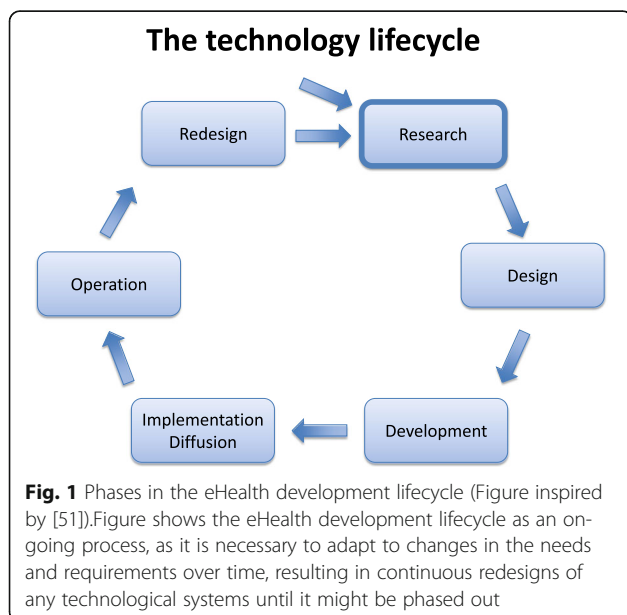 The technology lifecycle
Redesign
Research
Operation
Design
Implementation
Diffusion
Development
Fig. 1 Phases in the eHealth development lifecycle (Figure inspired
by [51]).Figure shows the eHealth development lifecycle as an on-
going process, as it is necessary to adapt to changes in the needs
and requirements over time, resulting in continuous redesigns of
any technological systems until it might be phased out